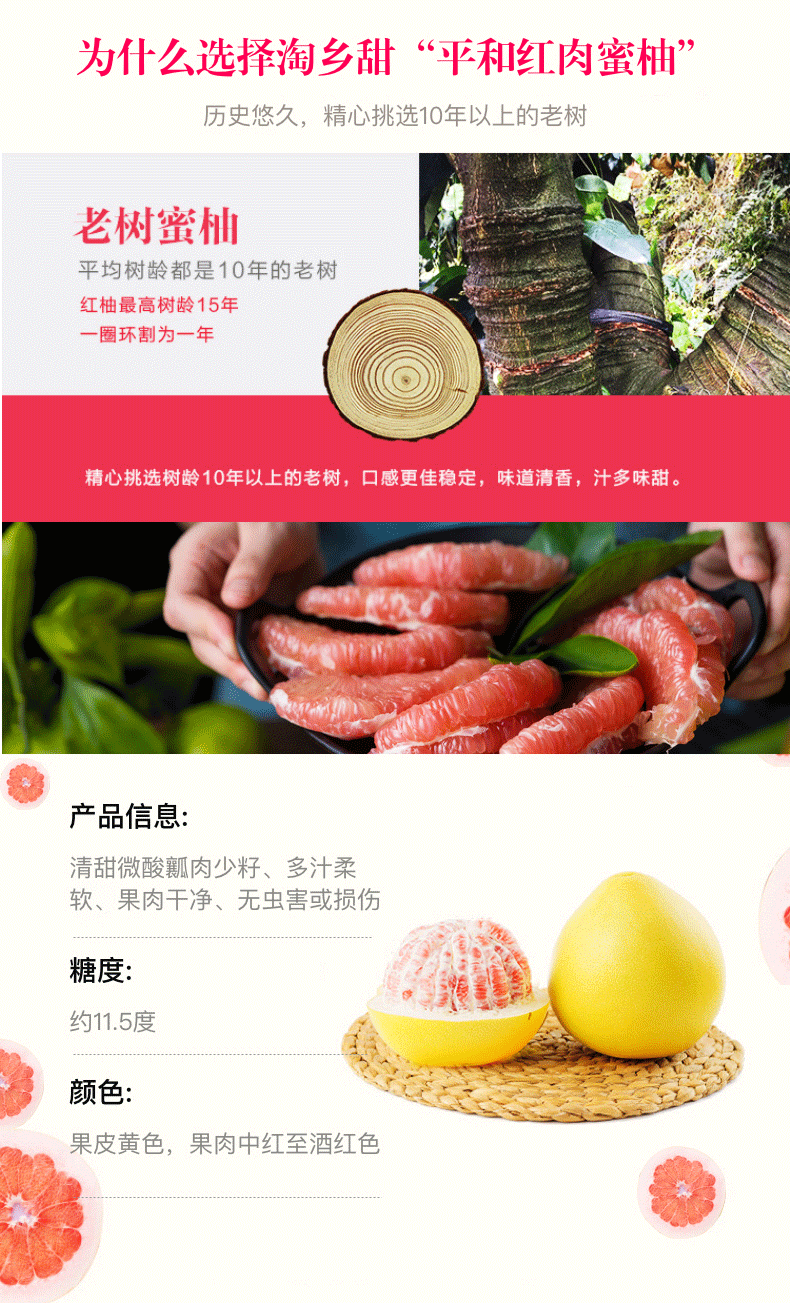 为什么选择淘乡甜“平和红肉蜜柚”
历史悠久，精心挑选10年以上的老树
老树蜜柚
平均树龄都是10年的老树
红柚最高树龄15年
一圈环割为一年
精心挑选树龄10年以上的老树，口感更佳稳定，味道清香，汁多味甜。
产品信息:
清甜微酸瓤肉少籽、多汁柔
软、果肉干净、无虫害或损伤
糖度:
约11.5度
颜色:
果皮黄色，果肉中红至酒红色